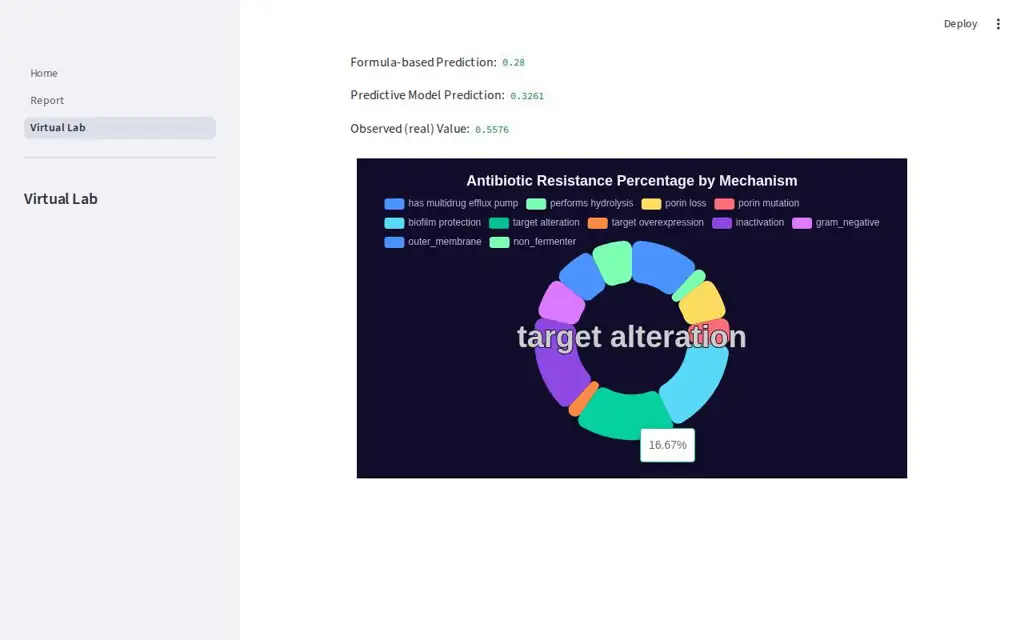 Deploy
Home
Report
Virtual Lab
Virtual Lab
Formula-based Prediction: 0.28
Predictive Model Prediction: 0.3261
Observed (real) Value: 0.5576
Antibiotic Resistance Percentage by Mechanism
has multidrug efflux pump performs hydrolysis porin loss porin mutation
biofilm protection target alteration target overexpression inactivation gram_negative
outer_membrane non_fermenter
target alteration
16.67%